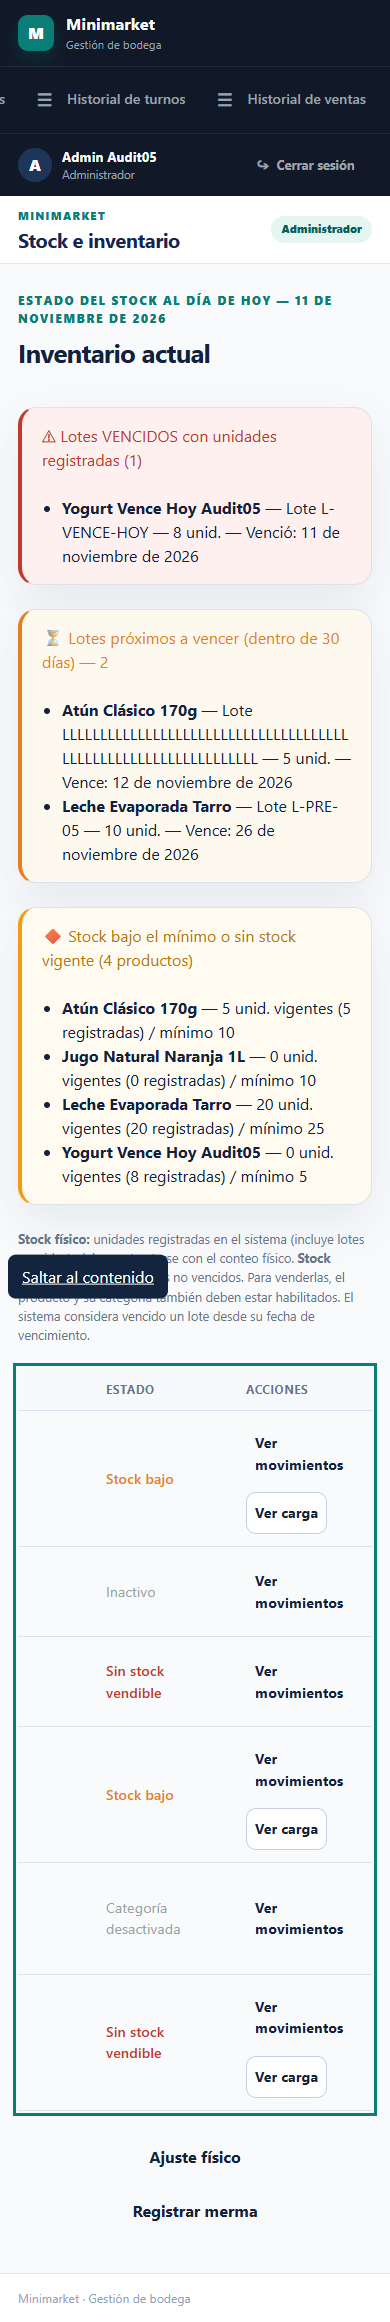 M
Minimarket
Gestión de bodega
s
Historial de turnos
Historial de ventas
A
Admin Audit05
Administrador
Cerrar sesión
MINIMARKET
Stock e inventario
Administrador
ESTADO DEL STOCK AL DÍA DE HOY — 11 DE
NOVIEMBRE DE 2026
Inventario actual
⚠ Lotes VENCIDOS con unidades
registradas (1)
Yogurt Vence Hoy Audit05 — Lote L-
VENCE-HOY — 8 unid. — Venció: 11 de
noviembre de 2026
⏳ Lotes próximos a vencer (dentro de 30
días) — 2
Atún Clásico 170g — Lote
LLLLLLLLLLLLLLLLLLLLLLLLLLLLLLLLLLLLLL
LLLLLLLLLLLLLLLLLLLLLLLLLL — 5 unid. —
Vence: 12 de noviembre de 2026
Leche Evaporada Tarro — Lote L-PRE-
05 — 10 unid. — Vence: 26 de
noviembre de 2026
Stock bajo el mínimo o sin stock
vigente (4 productos)
Atún Clásico 170g — 5 unid. vigentes (5
registradas) / mínimo 10
Jugo Natural Naranja 1L — 0 unid.
vigentes (0 registradas) / mínimo 10
Leche Evaporada Tarro — 20 unid.
vigentes (20 registradas) / mínimo 25
Yogurt Vence Hoy Audit05 — 0 unid.
vigentes (8 registradas) / mínimo 5
Stock físico: unidades registradas en el sistema (incluye lotes
se con el conteo físico. Stock
Saltar al contenido
no vencidos. Para venderlas, el
producto y su categoría también deben estar habilitados. El
sistema considera vencido un lote desde su fecha de
vencimiento.
ESTADO ACCIONES
Stock bajo
Ver
movimientos
Ver carga
Inactivo
Ver
movimientos
Sin stock
vendible
Ver
movimientos
Stock bajo
Ver
movimientos
Ver carga
Categoría
desactivada
Ver
movimientos
Sin stock
vendible
Ver
movimientos
Ver carga
Ajuste físico
Registrar merma
Minimarket · Gestión de bodega